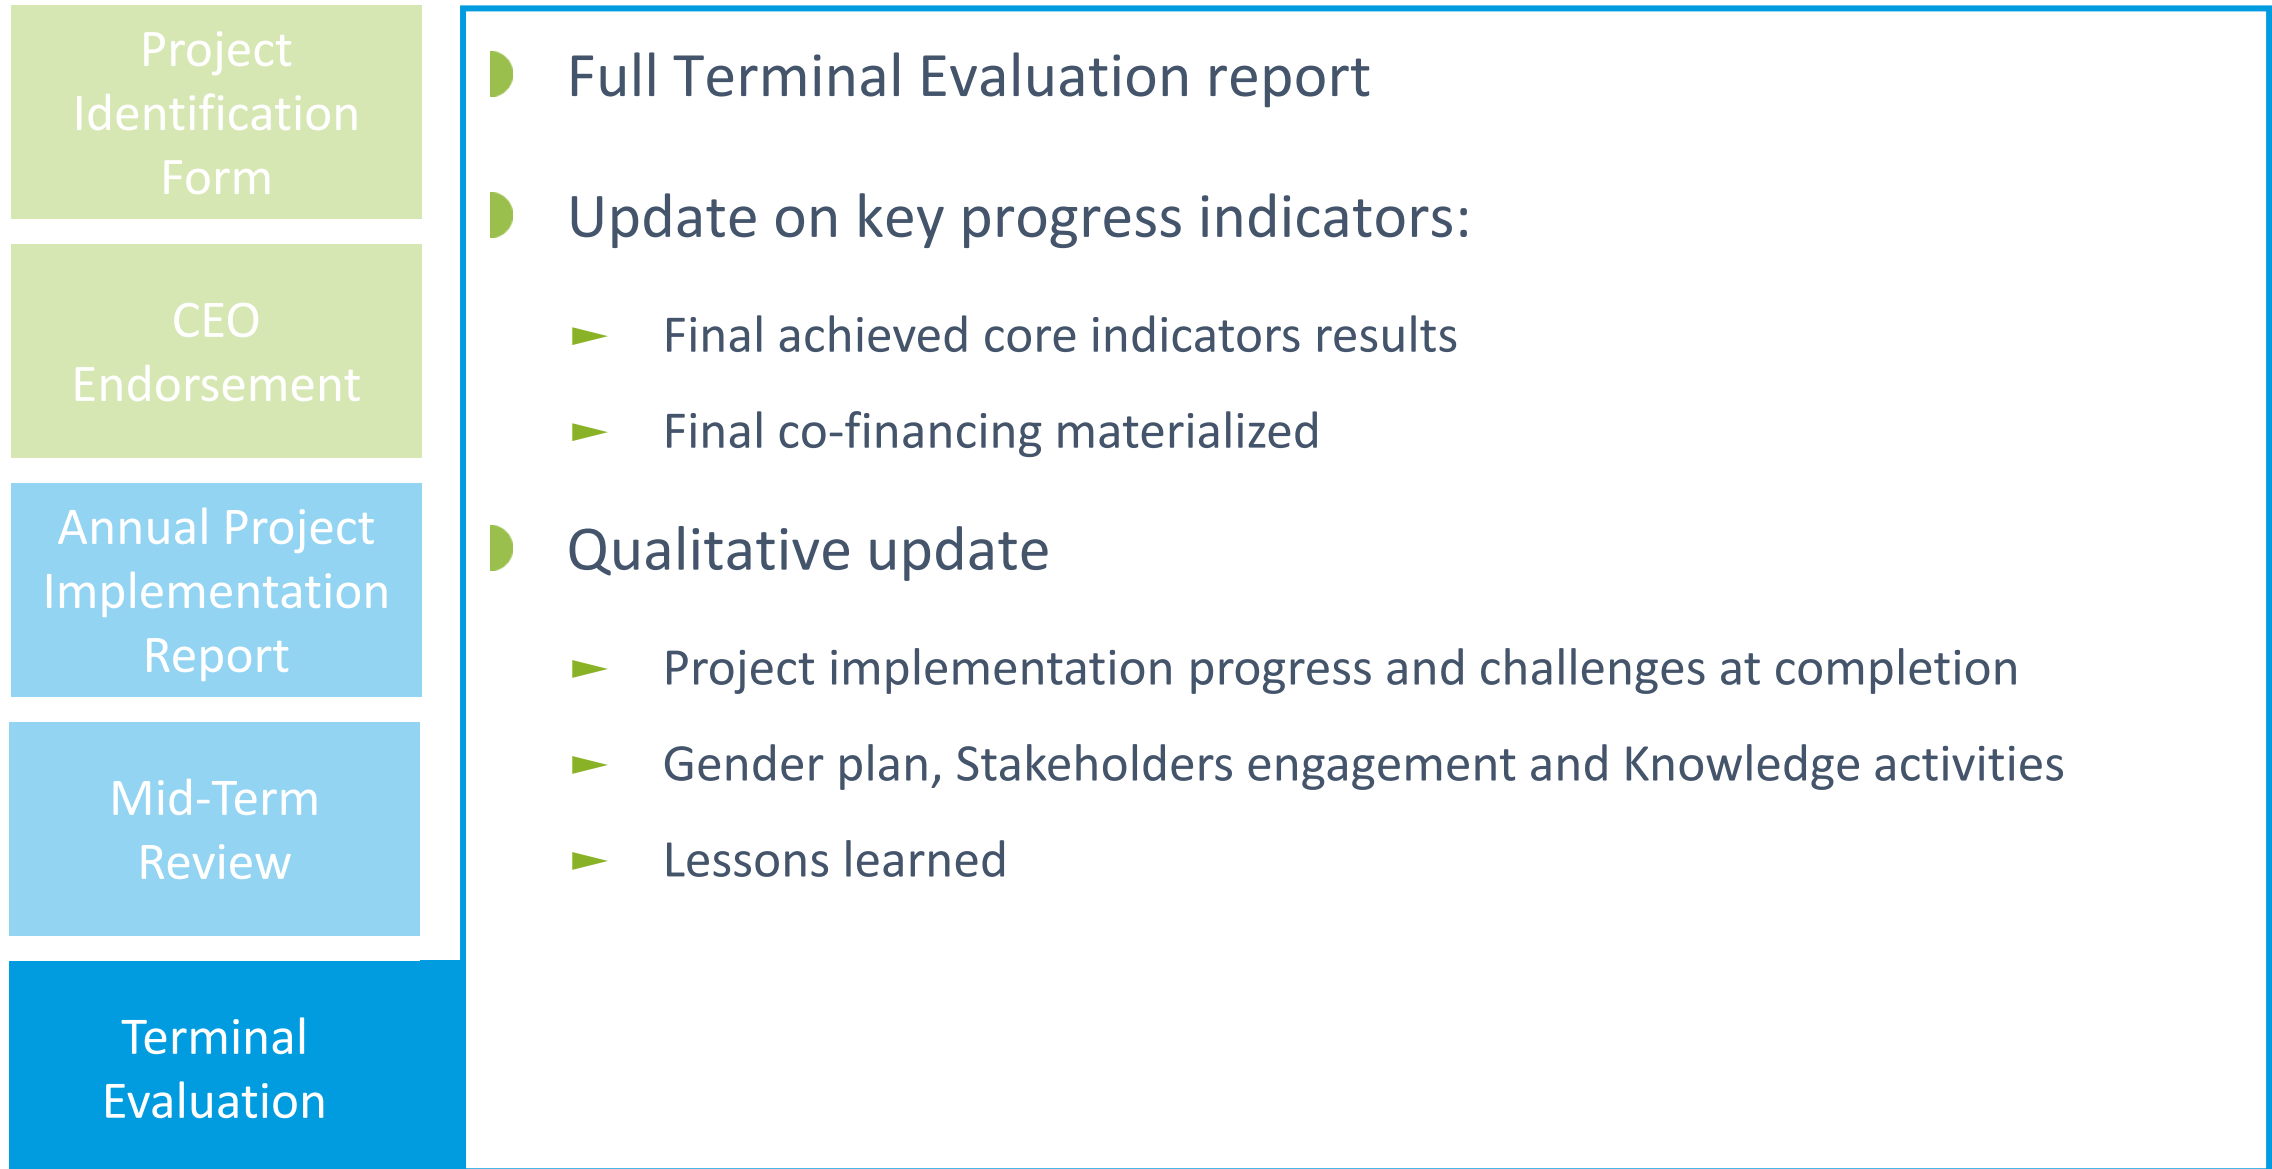 Project
Identification
Form
CEO
Endorsement
Annual Project
Implementation
Report
Mid-Term
Review
Terminal
Evaluation
Full Terminal Evaluation report
Update on key progress indicators:
Final achieved core indicators results
Final co-financing materialized
Qualitative update
Project implementation progress and challenges at completion
Gender plan, Stakeholders engagement and Knowledge activities
Lessons learned